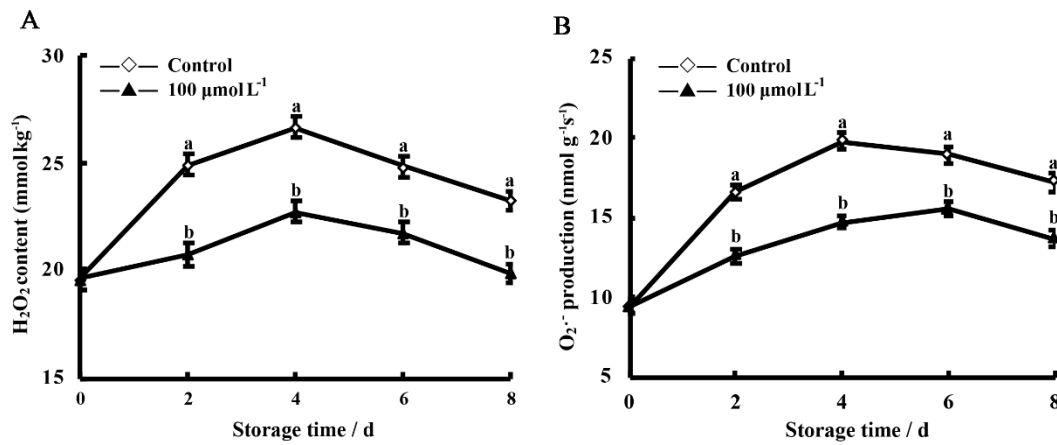 A
30
25
20
15
H₂O₂ content (mmol kg⁻¹)
Control
100 μmol L⁻¹
a
a
a
a
b
b
b
b
0 2 4 6 8
Storage time / d
B
25
20
15
10
5
O₂·⁻ production (nmol g⁻¹s⁻¹)
Control
100 μmol L⁻¹
a
a
a
a
b
b
b
b
0 2 4 6 8
Storage time / d